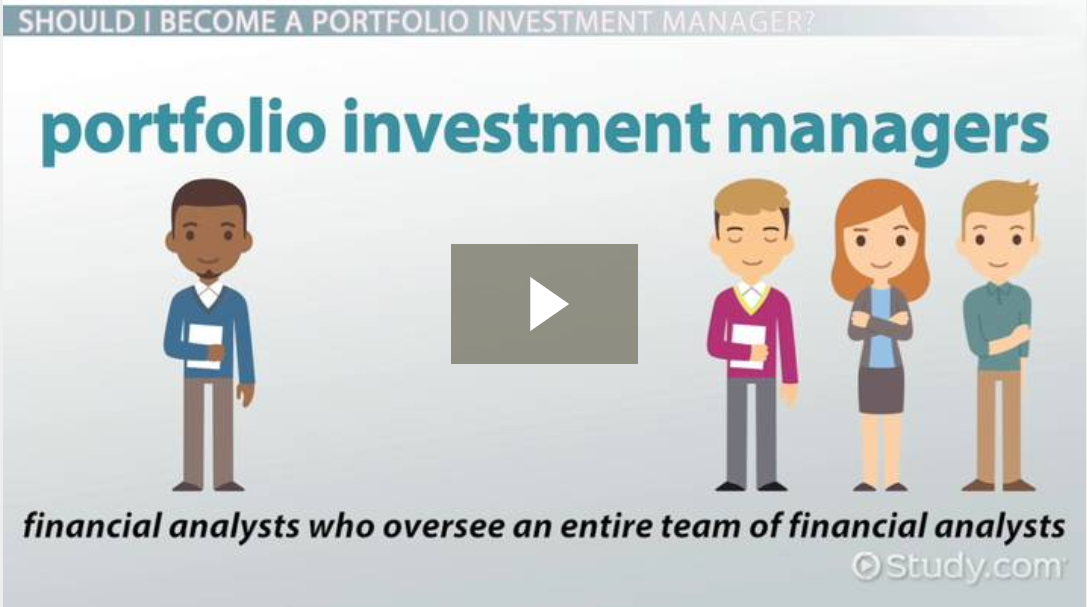 SHOULD I BECOME A PORTFOLIO INVESTMENT MANAGER?
portfolio investment managers
financial analysts who oversee an entire team of financial analysts
Study.com